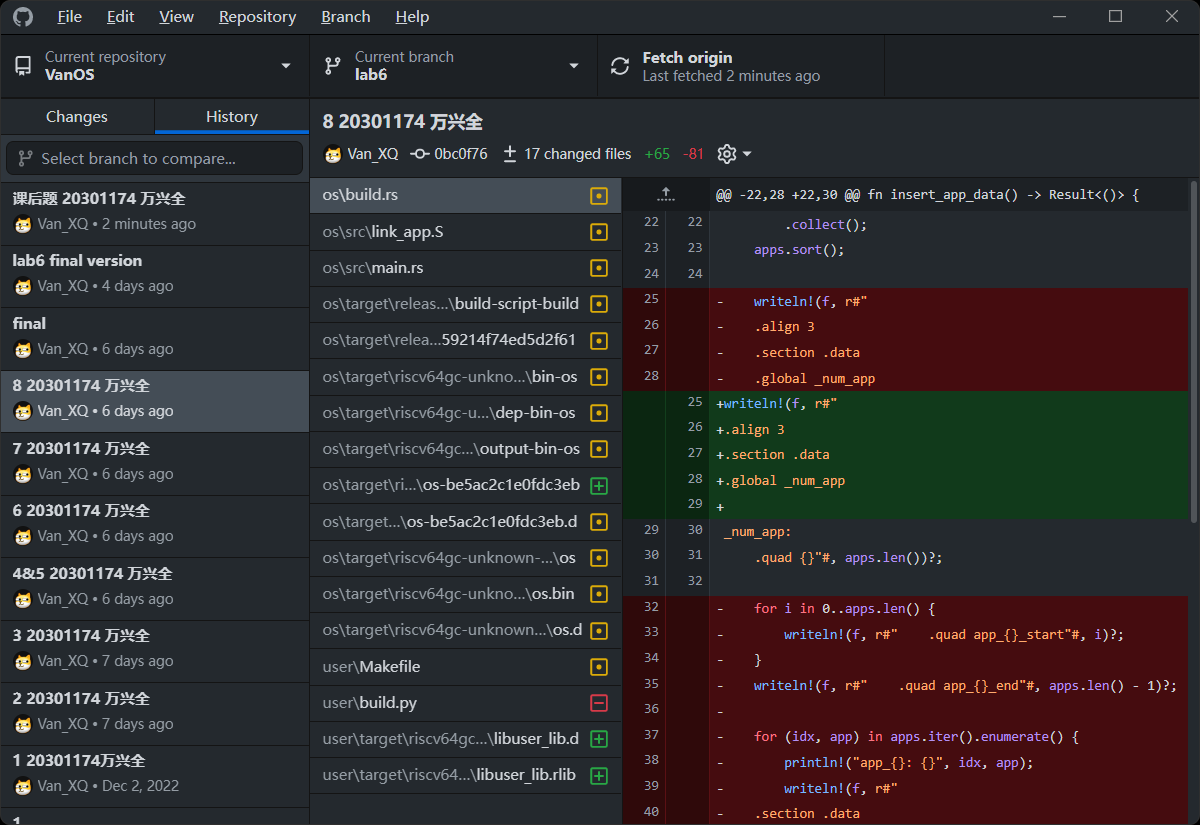 File Edit View Repository Branch Help
Current repository
VanOS
Current branch
lab6
Fetch origin
Last fetched 2 minutes ago
Changes
History
Select branch to compare...
课后题 20301174 万兴全
Van_XQ • 2 minutes ago
lab6 final version
Van_XQ • 4 days ago
final
Van_XQ • 6 days ago
8 20301174 万兴全
Van_XQ • 6 days ago
7 20301174 万兴全
Van_XQ • 6 days ago
6 20301174 万兴全
Van_XQ • 6 days ago
4&5 20301174 万兴全
Van_XQ • 6 days ago
3 20301174 万兴全
Van_XQ • 7 days ago
2 20301174 万兴全
Van_XQ • 7 days ago
1 20301174万兴全
Van_XQ • Dec 2, 2022
1
8 20301174 万兴全
Van_XQ 0bc0f76 17 changed files +65 -81
os\build.rs
os\src\link_app.S
os\src\main.rs
os\target\releas...\build-script-build
os\target\relea...59214f74ed5d2f61
os\target\riscv64gc-unkno...\bin-os
os\target\riscv64gc-u...\dep-bin-os
os\target\riscv64gc...\output-bin-os
os\target\ri...\os-be5ac2c1e0fdc3eb
os\target...\os-be5ac2c1e0fdc3eb.d
os\target\riscv64gc-unknown-...\os
os\target\riscv64gc-unkno...\os.bin
os\target\riscv64gc-unknown...\os.d
user\Makefile
user\build.py
user\target\riscv64gc...\libuser_lib.d
user\target\riscv64...\libuser_lib.rlib
@@ -22,28 +22,30 @@ fn insert_app_data() -> Result<()> {
22 22 .collect();
23 23 apps.sort();
24 24
25 - writeln!(f, r#"
26 - .align 3
27 - .section .data
28 - .global _num_app
25 +writeln!(f, r#"
26 +.align 3
27 +.section .data
28 +.global _num_app
29 +
29 30 _num_app:
30 31 .quad {}"#, apps.len())?;
31 32
32 - for i in 0..apps.len() {
33 - writeln!(f, r#" .quad app_{}_start"#, i)?;
34 - }
35 - writeln!(f, r#" .quad app_{}_end"#, apps.len() - 1)?;
36 -
37 - for (idx, app) in apps.iter().enumerate() {
38 - println!("app_{}: {}", idx, app);
39 - writeln!(f, r#"
40 - .section .data